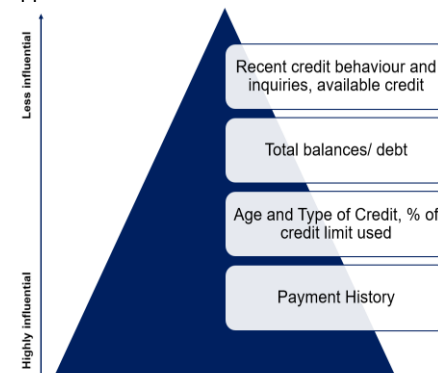 Less influential
Recent credit behaviour and
inquiries, available credit
Total balances/ debt
Age and Type of Credit, % of
credit limit used
Payment History
Highly influential